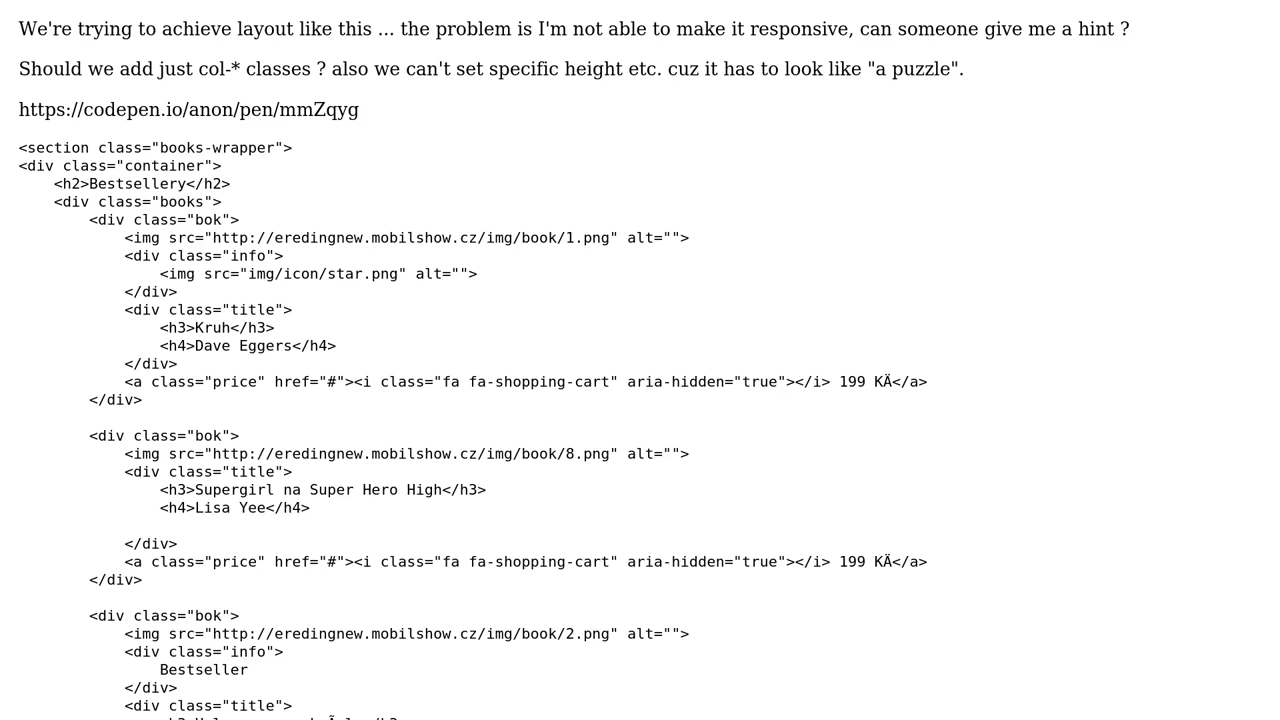 We're trying to achieve layout like this ... the problem is I'm not able to make it responsive, can someone give me a hint ?
Should we add just col-* classes ? also we can't set specific height etc. cuz it has to look like "a puzzle".
https://codepen.io/anon/pen/mmZqyg
<section class="books-wrapper">
<div class="container">
    <h2>Bestsellery</h2>
    <div class="books">
        <div class="bok">
            <img src="http://eredingnew.mobilshow.cz/img/book/1.png" alt="">
            <div class="info">
                <img src="img/icon/star.png" alt="">
            </div>
            <div class="title">
                <h3>Kruh</h3>
                <h4>Dave Eggers</h4>
            </div>
            <a class="price" href="#"><i class="fa fa-shopping-cart" aria-hidden="true"></i> 199 KÄ</a>
        </div>
        <div class="bok">
            <img src="http://eredingnew.mobilshow.cz/img/book/8.png" alt="">
            <div class="title">
                <h3>Supergirl na Super Hero High</h3>
                <h4>Lisa Yee</h4>
            </div>
            <a class="price" href="#"><i class="fa fa-shopping-cart" aria-hidden="true"></i> 199 KÄ</a>
        </div>
        <div class="bok">
            <img src="http://eredingnew.mobilshow.cz/img/book/2.png" alt="">
            <div class="info">
                Bestseller
            </div>
            <div class="title">